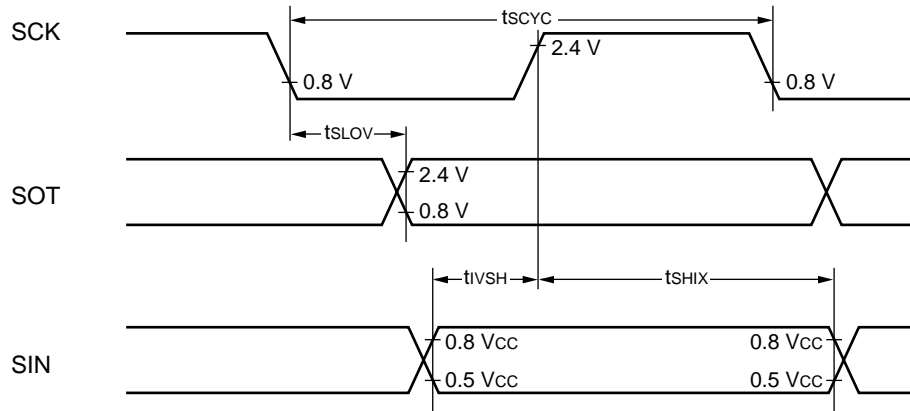 tSCYC
SCK
2.4 V
0.8 V
0.8 V
tSLOV
SOT
2.4 V
0.8 V
tIVSH
tSHIX
SIN
0.8 VCC
0.8 VCC
0.5 VCC
0.5 VCC